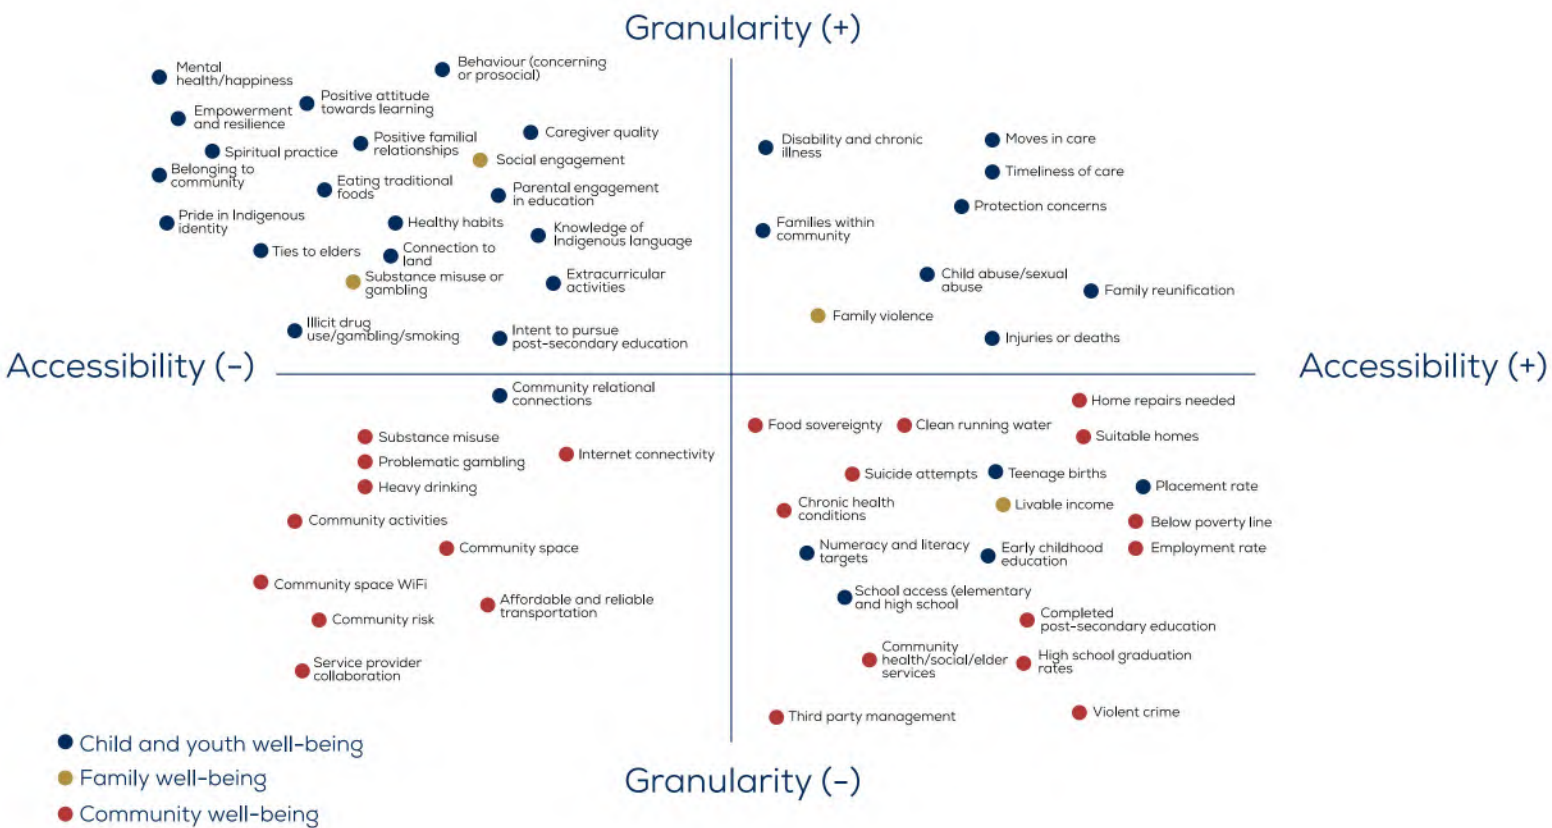 Granularity (+)
Mental
health/happiness
Behaviour (concerning
or prosocial)
Positive attitude
towards learning
Empowerment
and resilience
Positive familial
relationships
Caregiver quality
Spiritual practice
Social engagement
Belonging to
community
Eating traditional
foods
Parental engagement
in education
Pride in Indigenous
identity
Healthy habits
Knowledge of
Indigenous language
Ties to elders
Connection to
land
Substance misuse or
gambling
Extracurricular
activities
Illicit drug
use/gambling/smoking
Intent to pursue
post-secondary education
Disability and chronic
illness
Moves in care
Timeliness of care
Protection concerns
Families within
community
Child abuse/sexual
abuse
Family reunification
Family violence
Injuries or deaths
Accessibility (-)
Accessibility (+)
Community relational
connections
Substance misuse
Problematic gambling
Heavy drinking
Internet connectivity
Community activities
Community space
Community space WiFi
Affordable and reliable
transportation
Community risk
Service provider
collaboration
Home repairs needed
Food sovereignty
Clean running water
Suitable homes
Suicide attempts
Teenage births
Placement rate
Chronic health
conditions
Livable income
Below poverty line
Numeracy and literacy
targets
Early childhood
education
Employment rate
School access (elementary
and high school
Completed
post-secondary education
Community
health/social/elder
services
High school graduation
rates
Third party management
Violent crime
Granularity (-)
Child and youth well-being
Family well-being
Community well-being